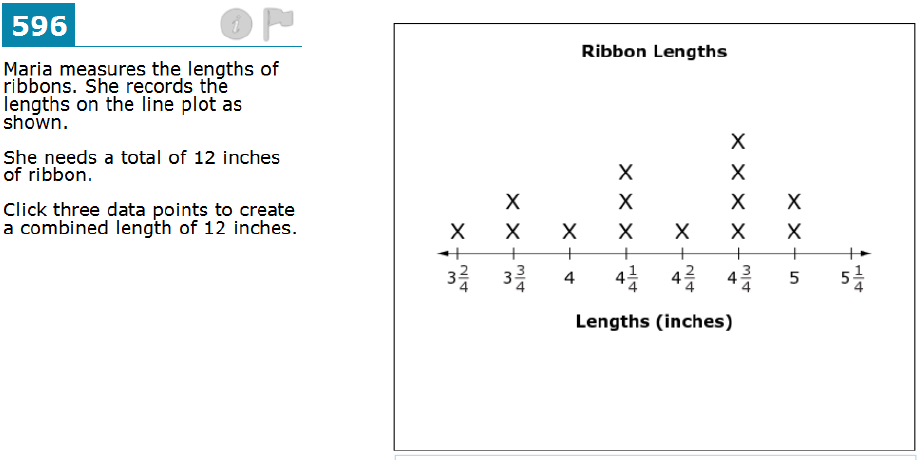 596
Maria measures the lengths of
ribbons. She records the
lengths on the line plot as
shown.
She needs a total of 12 inches
of ribbon.
Click three data points to create
a combined length of 12 inches.
Ribbon Lengths
X
X X
X X X X
X X X X X X X
3 2/4 3 3/4 4 4 1/4 4 2/4 4 3/4 5 5 1/4
Lengths (inches)